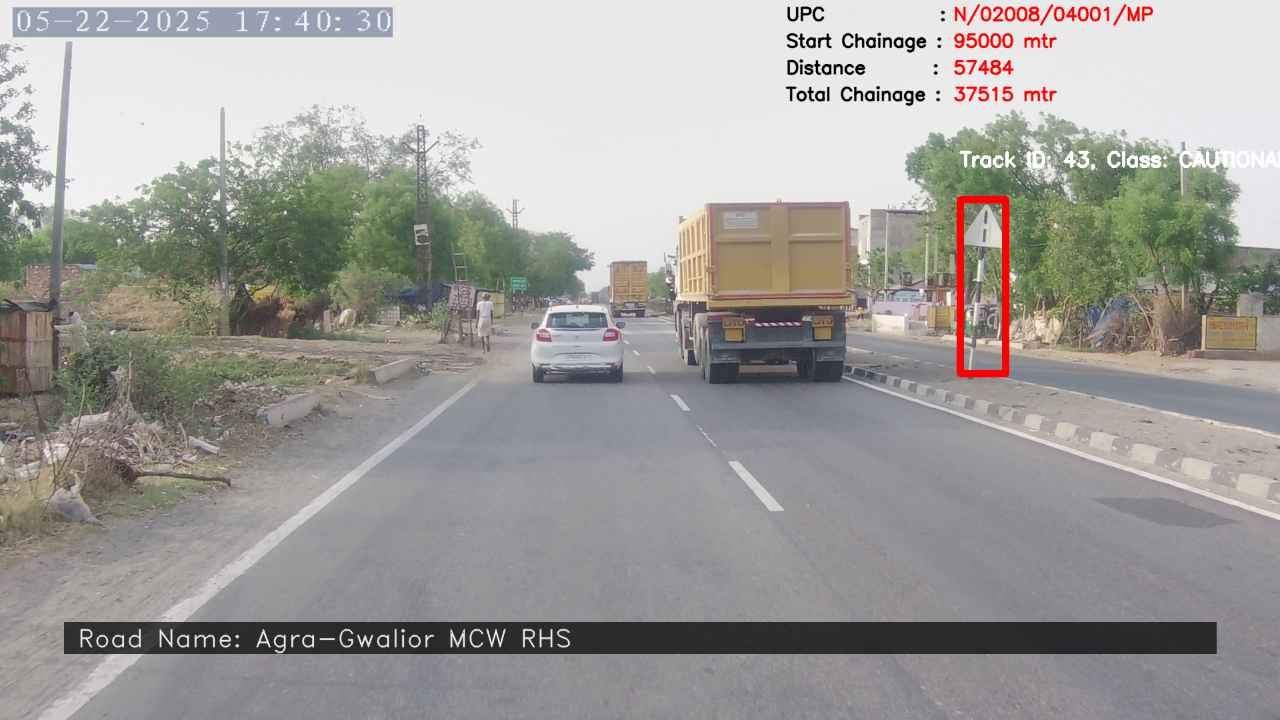 05-22-2025 17:40:30
UPC : N/02008/04001/MP
Start Chainage : 95000 mtr
Distance : 57484
Total Chainage : 37515 mtr
Track ID: 43, Class: CAUTIONA
Road Name: Agra-Gwalior MCW RHS